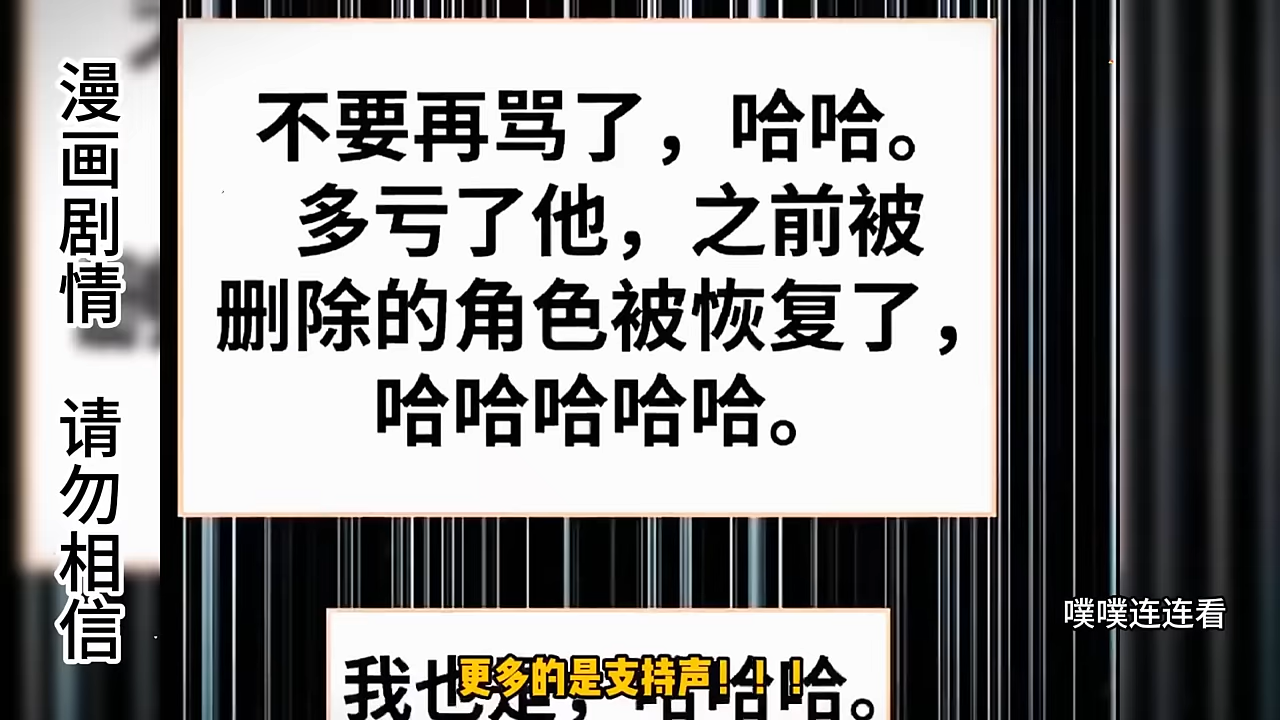 漫画剧情 请勿相信
不要再骂了，哈哈。
多亏了他，之前被
删除的角色被恢复了，
哈哈哈哈哈。
噗噗连连看
我也是，哈哈哈。
更多的是支持声！！！